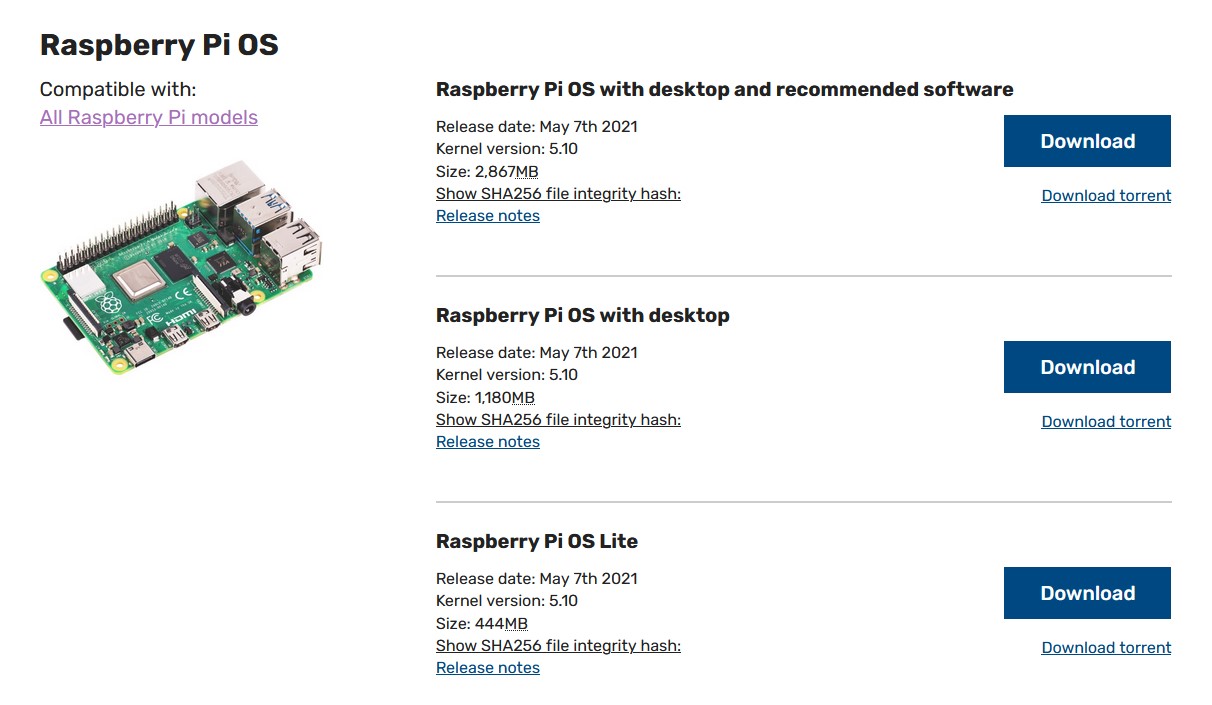 Raspberry Pi OS
Compatible with:
All Raspberry Pi models
Raspberry Pi OS with desktop and recommended software
Release date: May 7th 2021
Kernel version: 5.10
Size: 2,867MB
Show SHA256 file integrity hash:
Release notes
Download
Download torrent
Raspberry Pi OS with desktop
Release date: May 7th 2021
Kernel version: 5.10
Size: 1,180MB
Show SHA256 file integrity hash:
Release notes
Download
Download torrent
Raspberry Pi OS Lite
Release date: May 7th 2021
Kernel version: 5.10
Size: 444MB
Show SHA256 file integrity hash:
Release notes
Download
Download torrent
HDMI
FC
CE